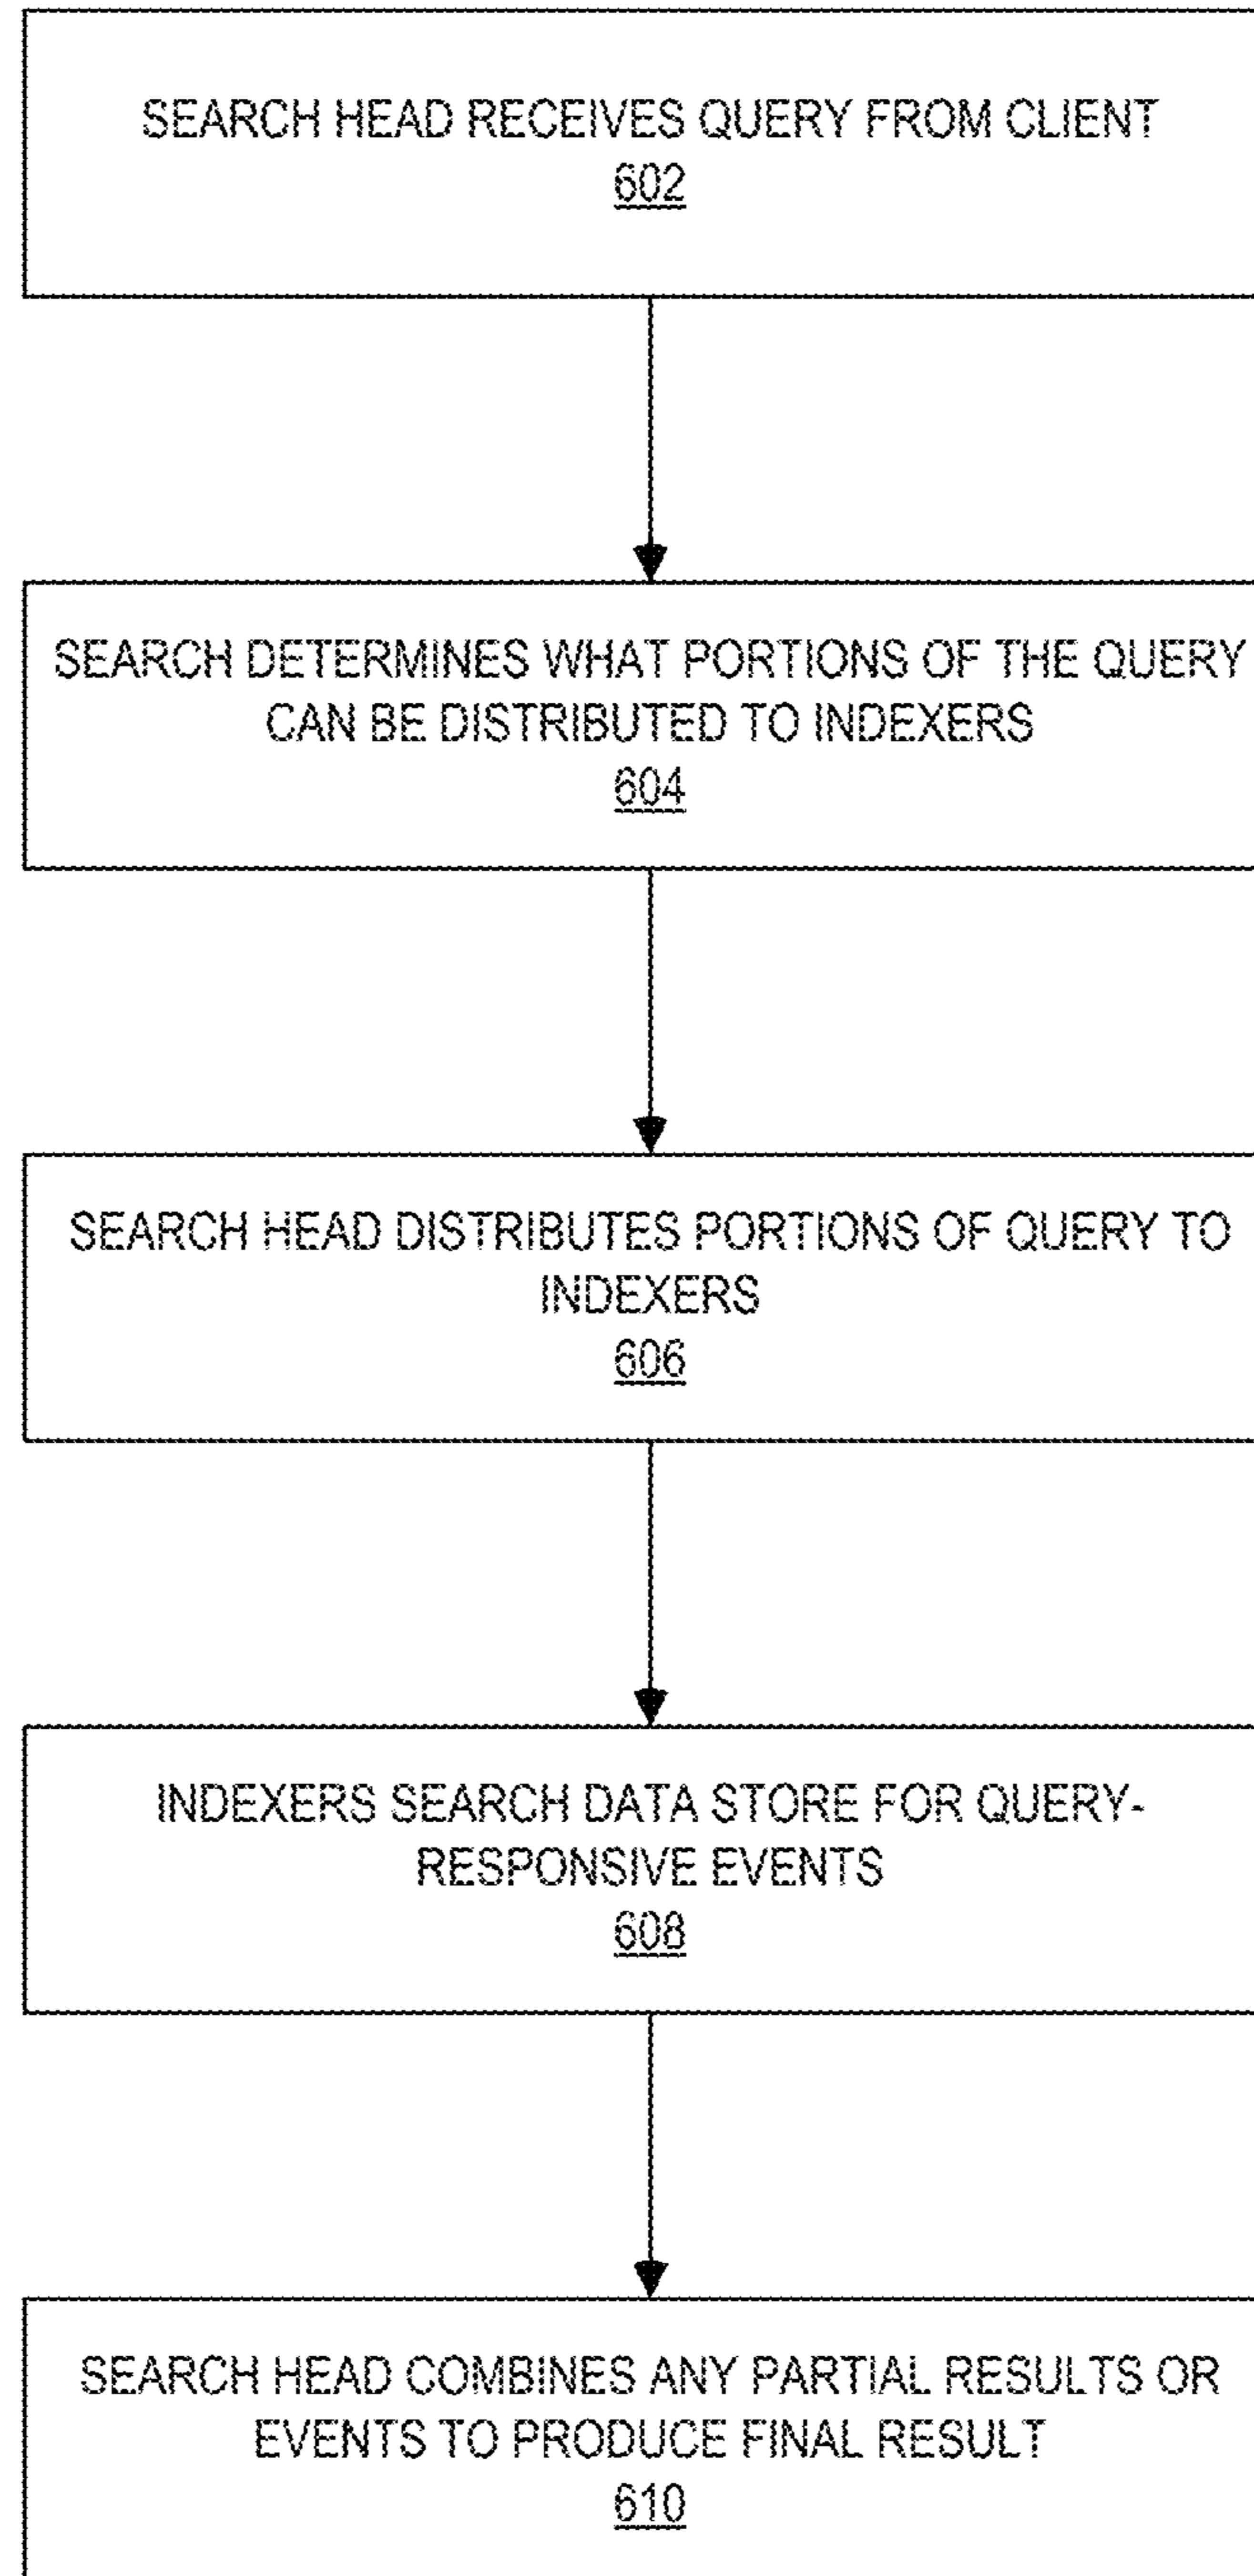 SEARCH HEAD RECEIVES QUERY FROM CLIENT
602
SEARCH DETERMINES WHAT PORTIONS OF THE QUERY
CAN BE DISTRIBUTED TO INDEXERS
604
SEARCH HEAD DISTRIBUTES PORTIONS OF QUERY TO
INDEXERS
606
INDEXERS SEARCH DATA STORE FOR QUERY-
RESPONSIVE EVENTS
608
SEARCH HEAD COMBINES ANY PARTIAL RESULTS OR
EVENTS TO PRODUCE FINAL RESULT
610